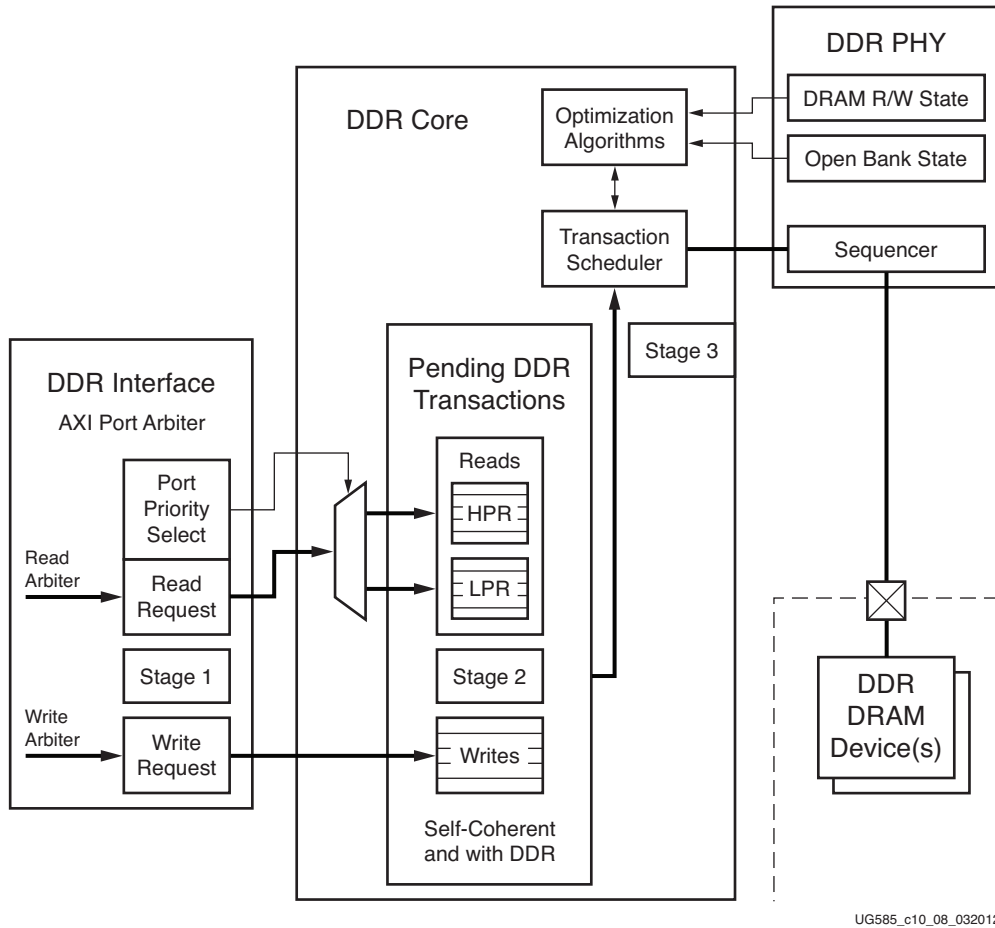 DDR PHY
DRAM R/W State
Open Bank State
Sequencer
DDR Core
Optimization
Algorithms
Transaction
Scheduler
Stage 3
DDR Interface
AXI Port Arbiter
Port
Priority
Select
Read
Arbiter
Read
Request
Stage 1
Write
Arbiter
Write
Request
Pending DDR
Transactions
Reads
HPR
LPR
Stage 2
Writes
Self-Coherent
and with DDR
DDR
DRAM
Device(s)
UG585_c10_08_032012